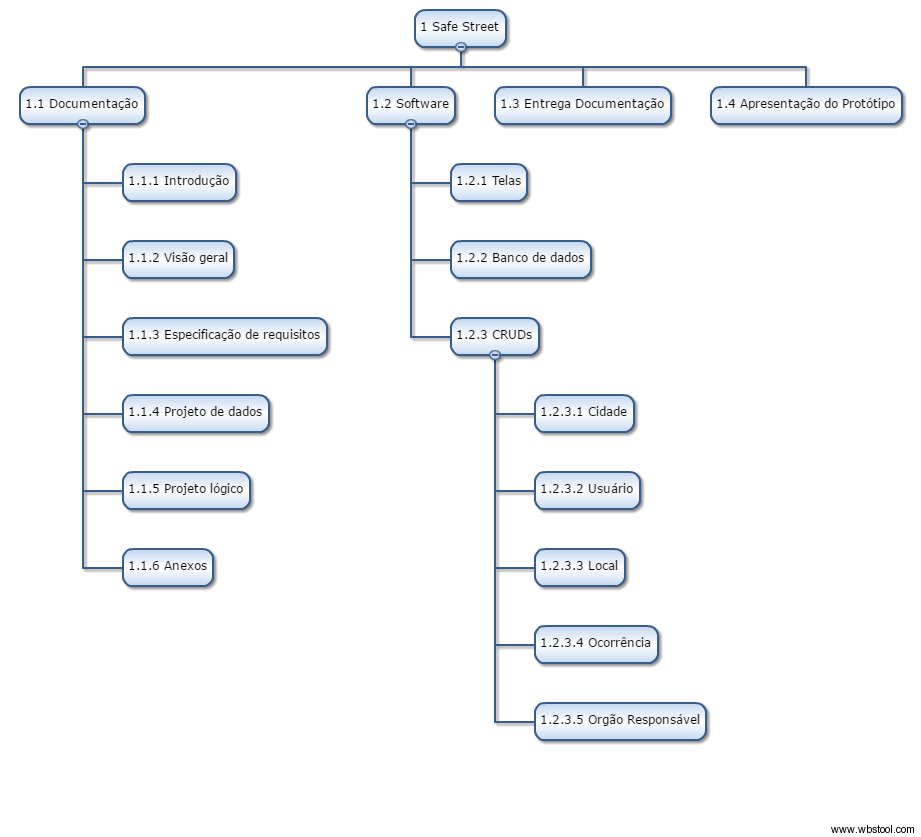 1 Safe Street
1.1 Documentação
1.2 Software
1.3 Entrega Documentação
1.4 Apresentação do Protótipo
1.1.1 Introdução
1.1.2 Visão geral
1.1.3 Especificação de requisitos
1.1.4 Projeto de dados
1.1.5 Projeto lógico
1.1.6 Anexos
1.2.1 Telas
1.2.2 Banco de dados
1.2.3 CRUDs
1.2.3.1 Cidade
1.2.3.2 Usuário
1.2.3.3 Local
1.2.3.4 Ocorrência
1.2.3.5 Orgão Responsável
www.wbstool.com